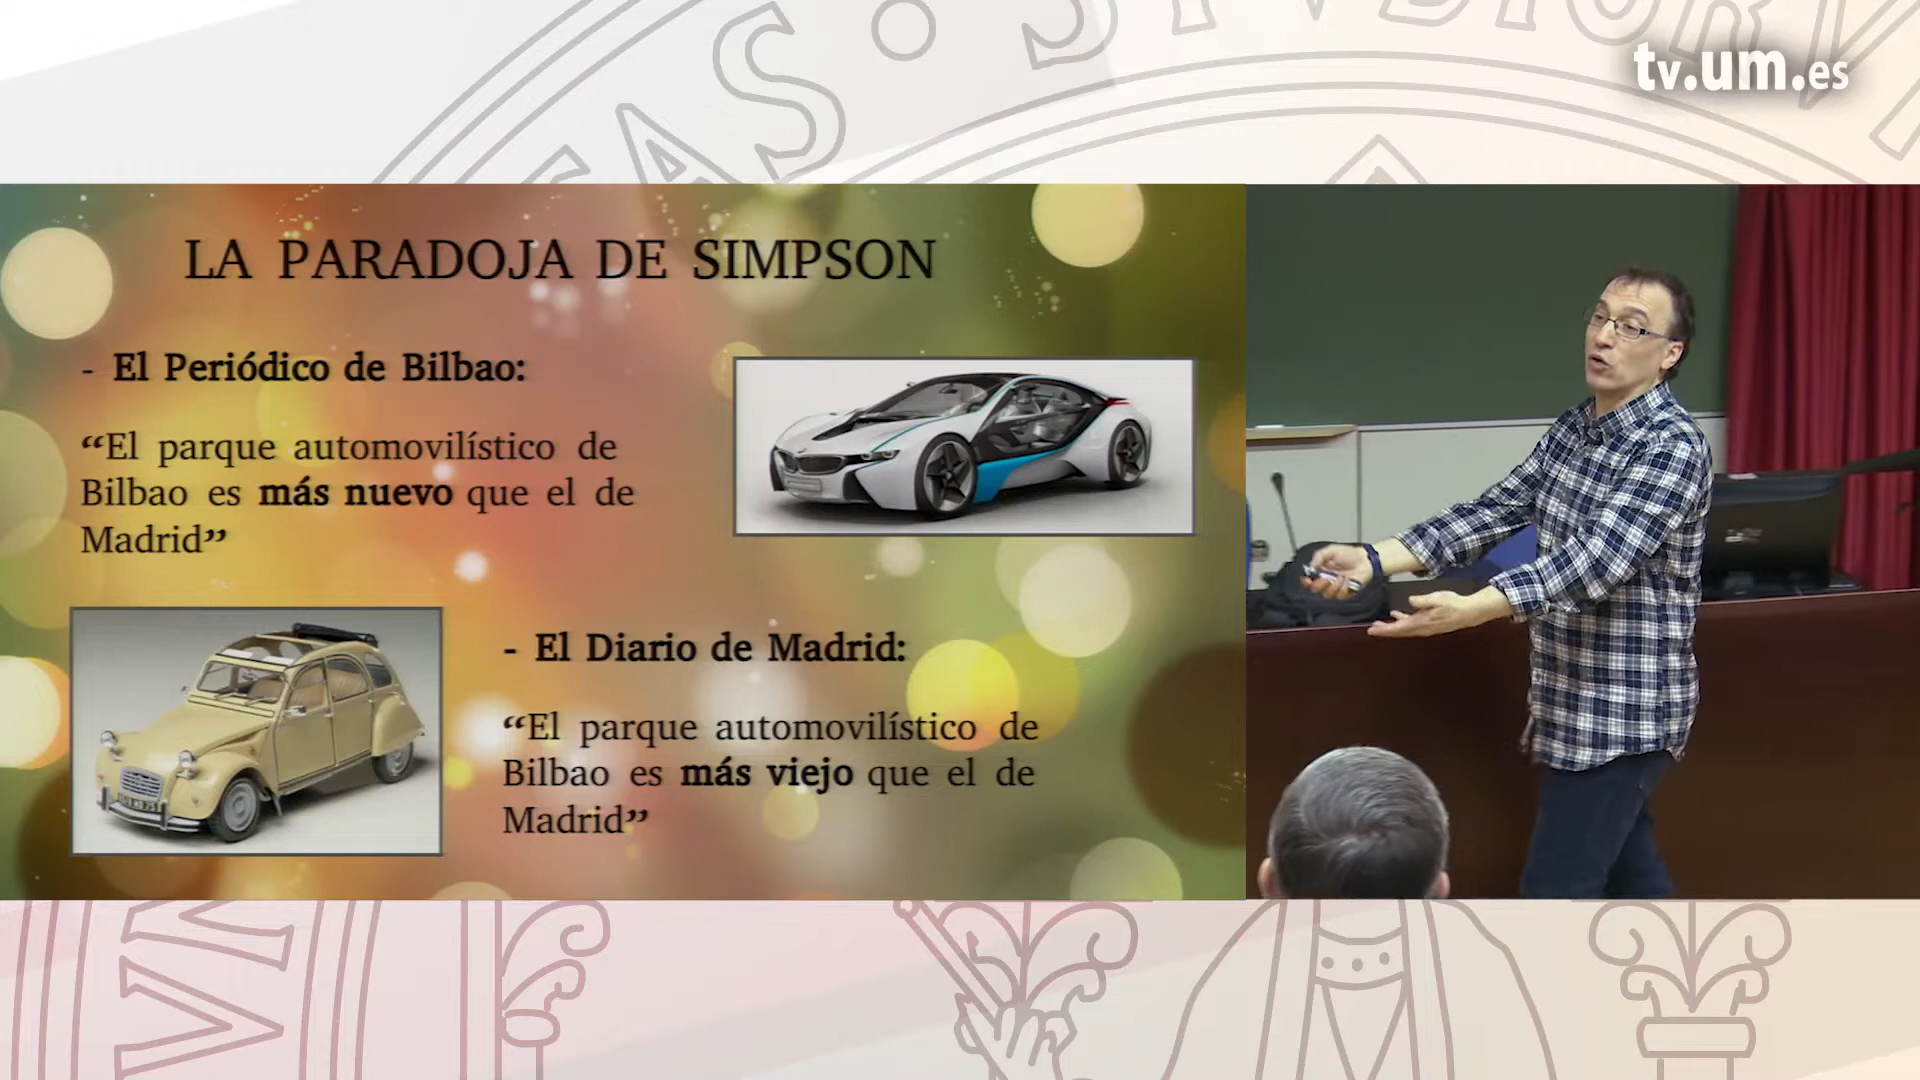 tv.um.es
LA PARADOJA DE SIMPSON
- El Periódico de Bilbao:
“El parque automovilístico de
Bilbao es más nuevo que el de
Madrid”
- El Diario de Madrid:
“El parque automovilístico de
Bilbao es más viejo que el de
Madrid”